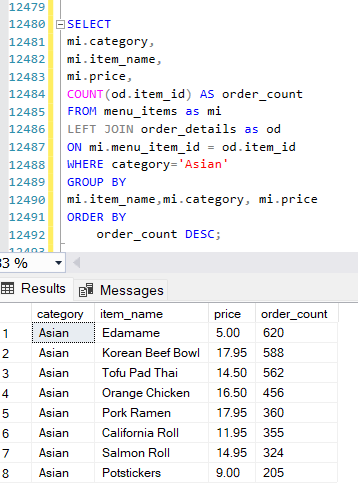 12479
12480 SELECT
12481 mi.category,
12482 mi.item_name,
12483 mi.price,
12484 COUNT(od.item_id) AS order_count
12485 FROM menu_items as mi
12486 LEFT JOIN order_details as od
12487 ON mi.menu_item_id = od.item_id
12488 WHERE category='Asian'
12489 GROUP BY
12490 mi.item_name,mi.category, mi.price
12491 ORDER BY
12492 order_count DESC;
12493
83 %
Results Messages
category item_name price order_count
1 Asian Edamame 5.00 620
2 Asian Korean Beef Bowl 17.95 588
3 Asian Tofu Pad Thai 14.50 562
4 Asian Orange Chicken 16.50 456
5 Asian Pork Ramen 17.95 360
6 Asian California Roll 11.95 355
7 Asian Salmon Roll 14.95 324
8 Asian Potstickers 9.00 205